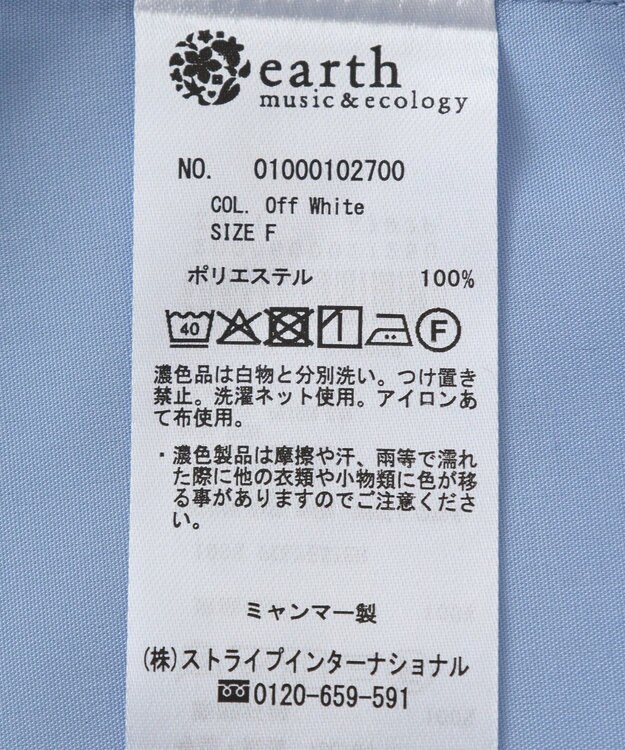 earth
music&ecology
NO. 01000102700
COL. Off White
SIZE F
ポリエステル 100%
40 F
濃色品は白物と分別洗い。つけ置き
禁止。洗濯ネット使用。アイロンあ
て布使用。
・濃色製品は摩擦や汗、雨等で濡れ
た際に他の衣類や小物類に色が移
る事がありますのでご注意くださ
い。
ミャンマー製
(株)ストライプインターナショナル
0120-659-591